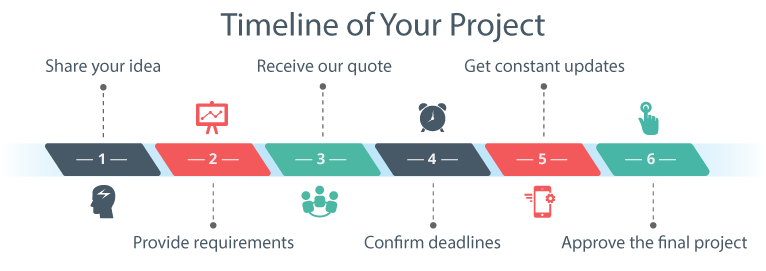 Timeline of Your Project
Share your idea
Receive our quote
Get constant updates
1
2
3
4
5
6
Provide requirements
Confirm deadlines
Approve the final project